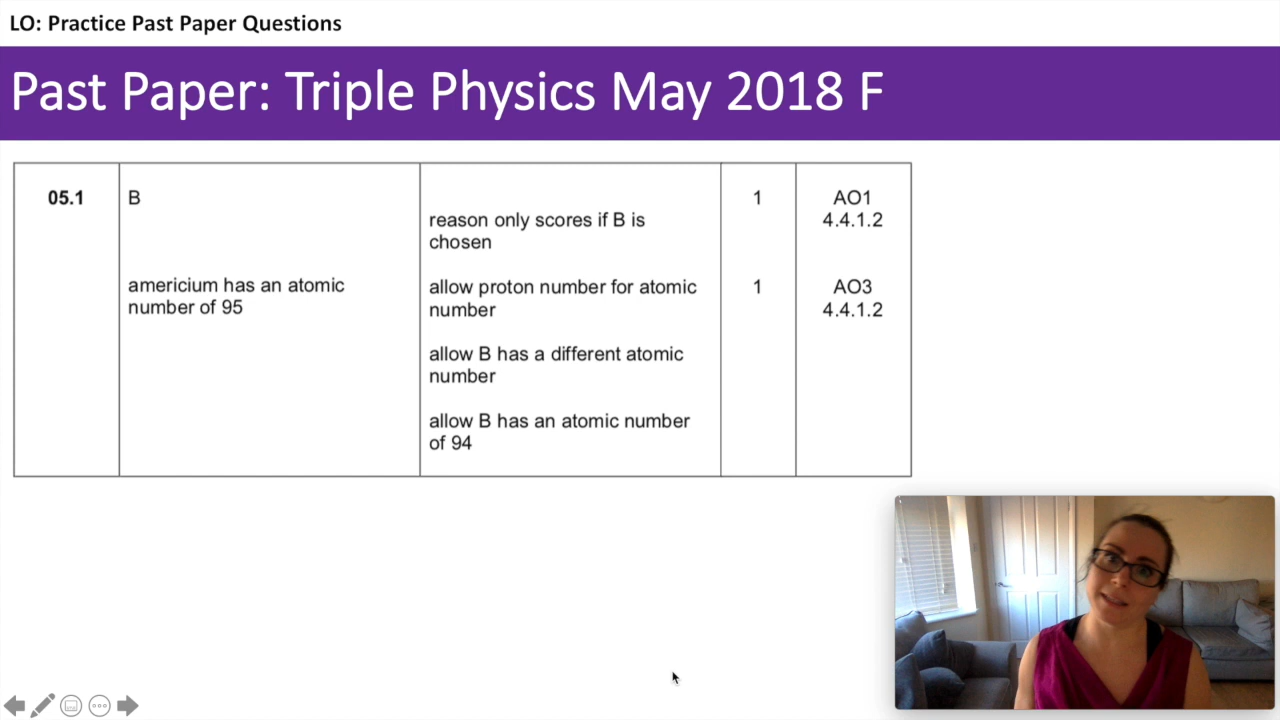 LO: Practice Past Paper Questions
Past Paper: Triple Physics May 2018 F
05.1
B
1
AO1
4.4.1.2
reason only scores if B is
chosen
americium has an atomic
number of 95
allow proton number for atomic
number
1
AO3
4.4.1.2
allow B has a different atomic
number
allow B has an atomic number
of 94